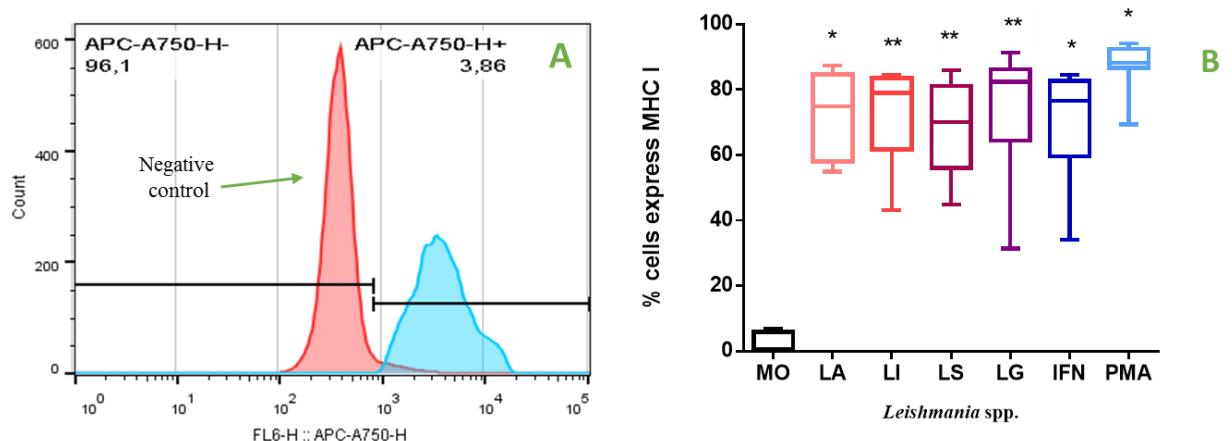 APC-A750-H-
96,1
APC-A750-H+
3,86
A
Negative
control
Count
600
400
200
0
10^0 10^1 10^2 10^3 10^4 10^5
FL6-H :: APC-A750-H
B
% cells express MHC I
100
80
60
40
20
0
* ** ** ** * *
MO LA LI LS LG IFN PMA
Leishmania spp.